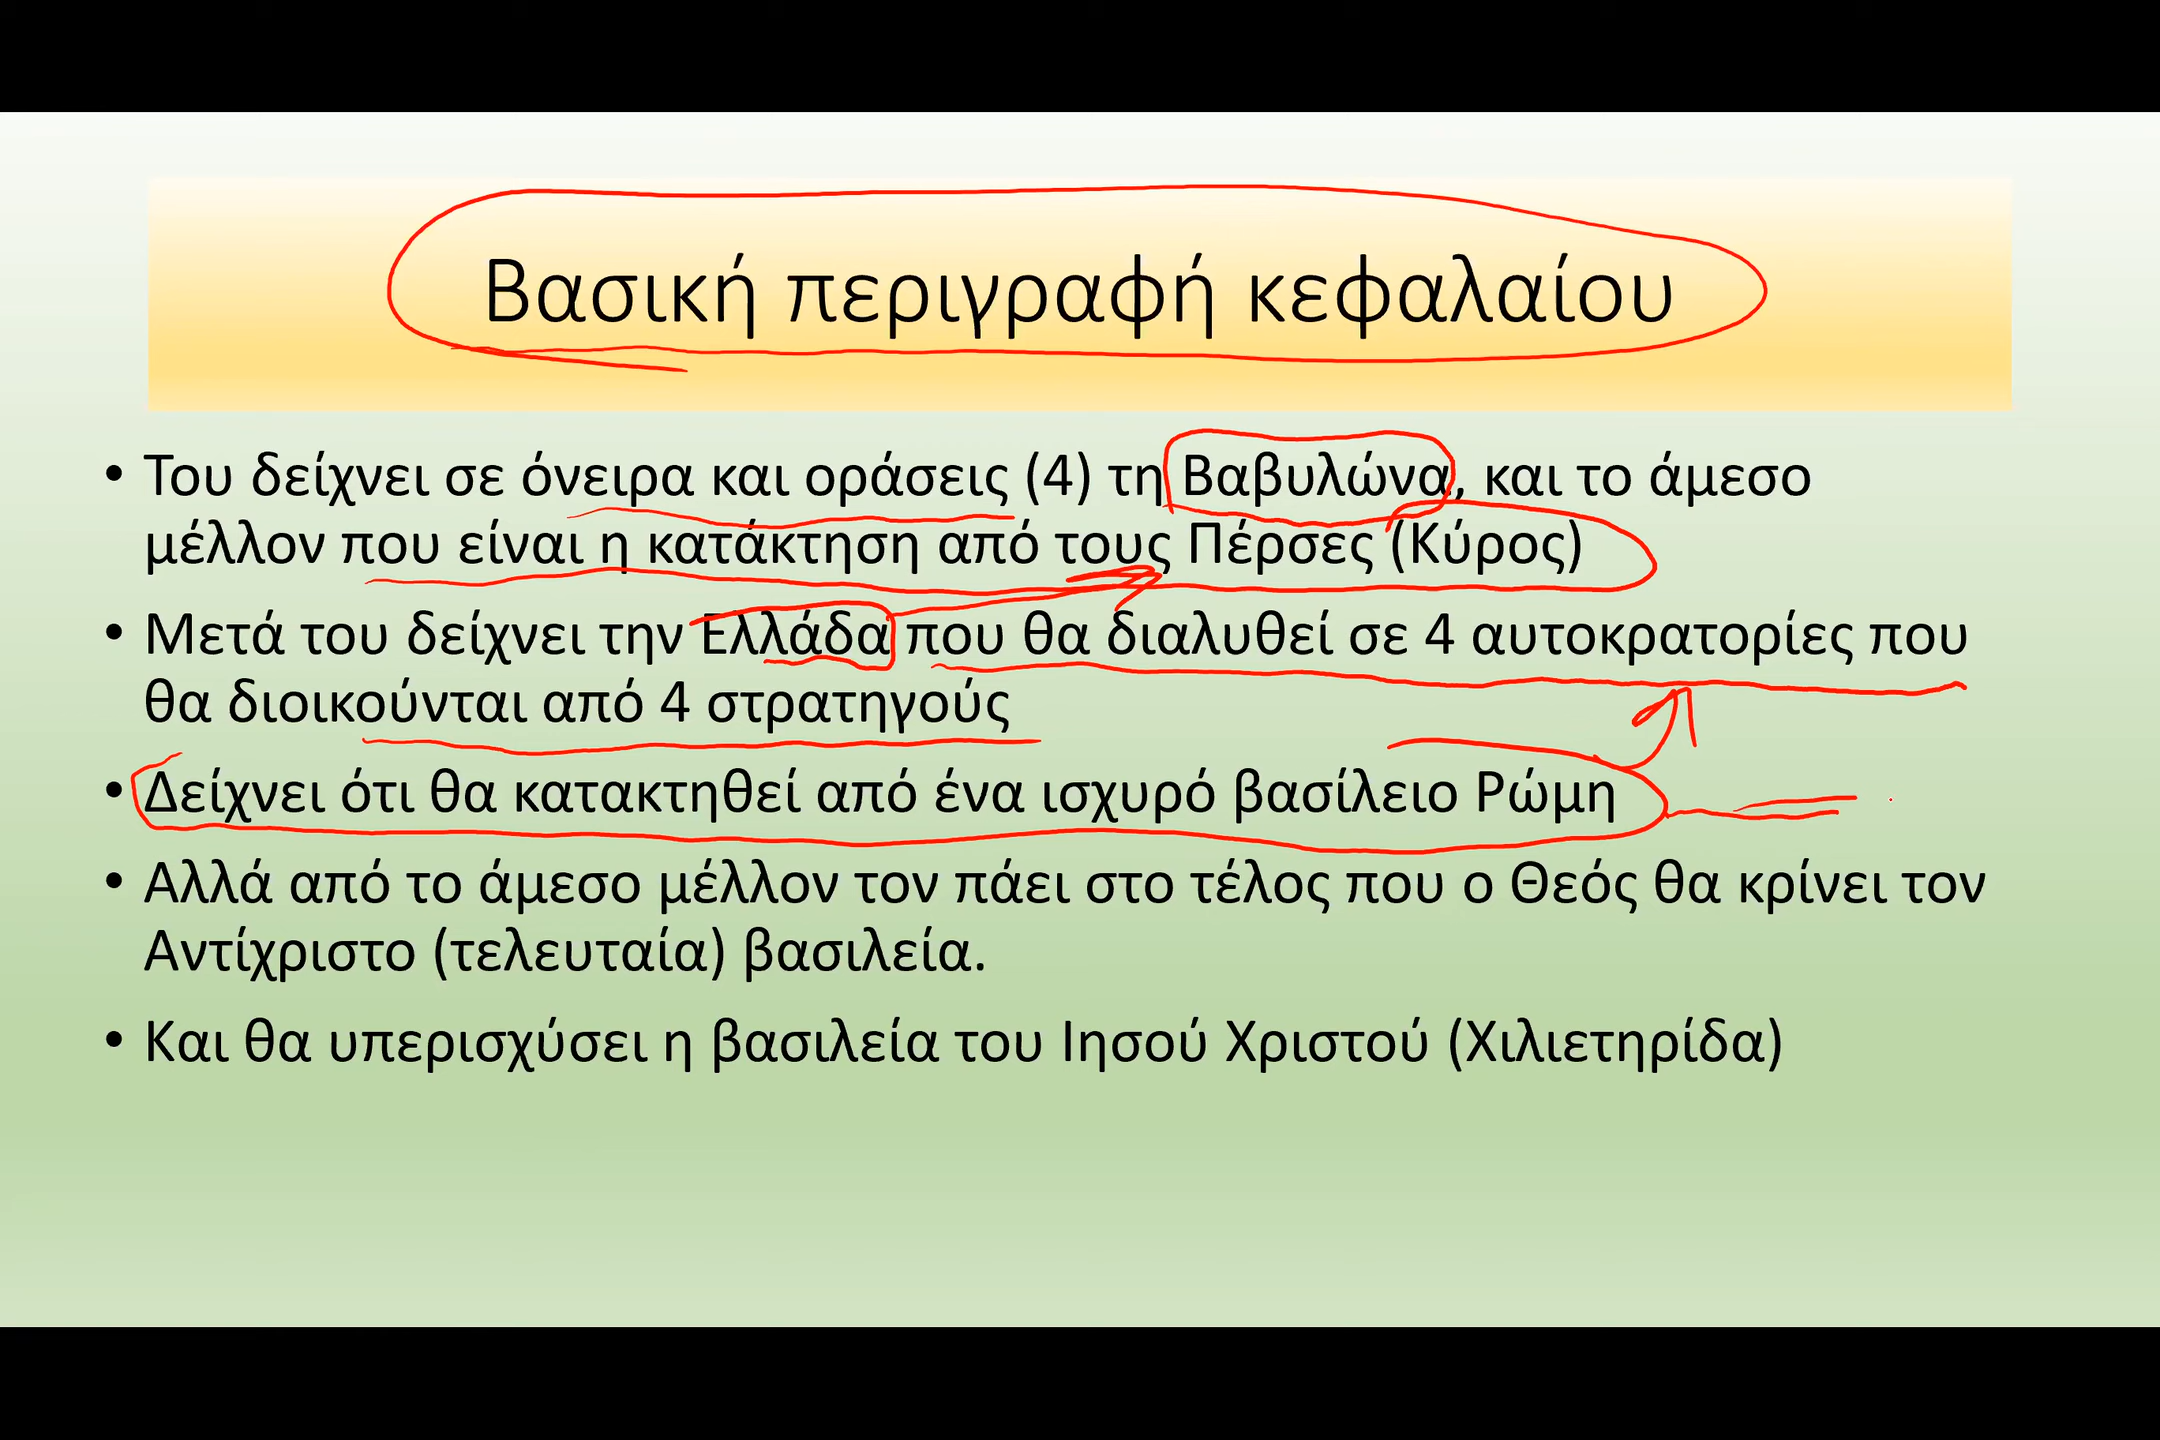 Βασική περιγραφή κεφαλαίου
• Του δείχνει σε όνειρα και οράσεις (4) τη Βαβυλώνα, και το άμεσο
μέλλον που είναι η κατάκτηση από τους Πέρσες (Κύρος)
• Μετά του δείχνει την Ελλάδα που θα διαλυθεί σε 4 αυτοκρατορίες που
θα διοικούνται από 4 στρατηγούς
• Δείχνει ότι θα κατακτηθεί από ένα ισχυρό βασίλειο Ρώμη
• Αλλά από το άμεσο μέλλον τον πάει στο τέλος που ο Θεός θα κρίνει τον
Αντίχριστο (τελευταία) βασιλεία.
• Και θα υπερισχύσει η βασιλεία του Ιησού Χριστού (Χιλιετηρίδα)